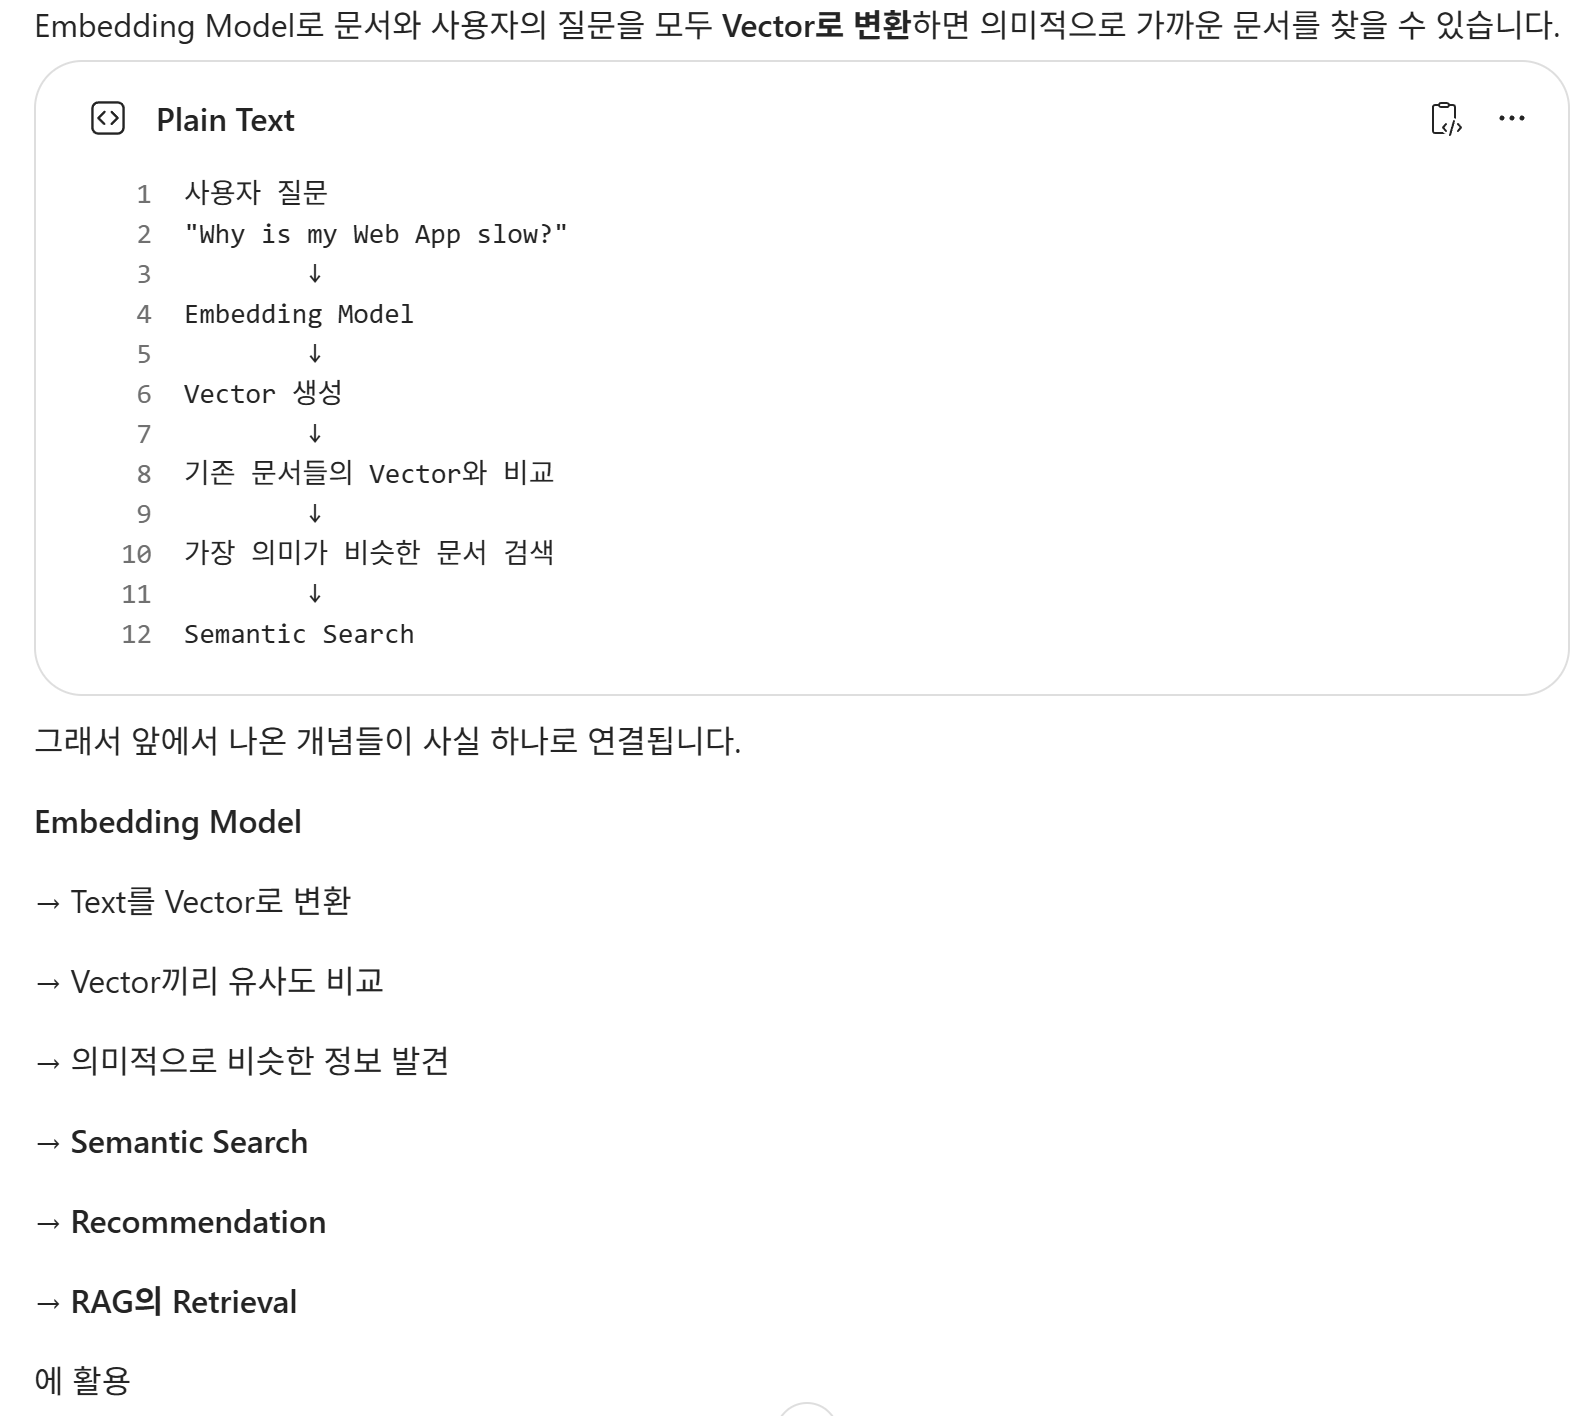 Embedding Model로 문서와 사용자의 질문을 모두 Vector로 변환하면 의미적으로 가까운 문서를 찾을 수 있습니다.
Plain Text
1 사용자 질문
2 "Why is my Web App slow?"
3 ↓
4 Embedding Model
5 ↓
6 Vector 생성
7 ↓
8 기존 문서들의 Vector와 비교
9 ↓
10 가장 의미가 비슷한 문서 검색
11 ↓
12 Semantic Search
그래서 앞에서 나온 개념들이 사실 하나로 연결됩니다.
Embedding Model
→ Text를 Vector로 변환
→ Vector끼리 유사도 비교
→ 의미적으로 비슷한 정보 발견
→ Semantic Search
→ Recommendation
→ RAG의 Retrieval
에 활용